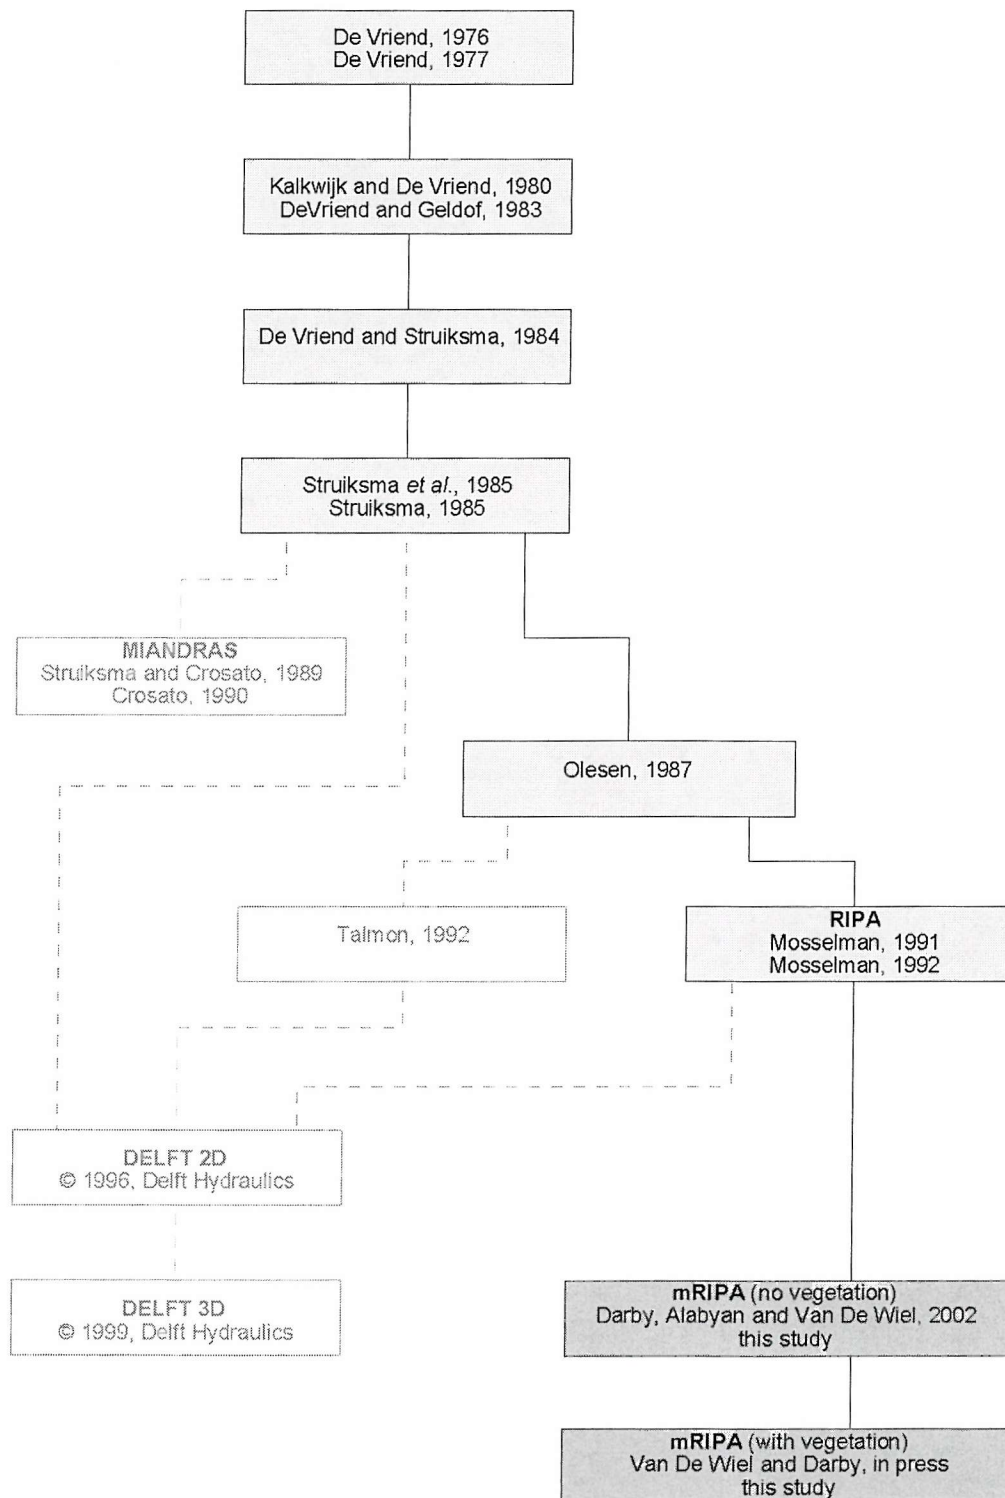 De Vriend, 1976
De Vriend, 1977
Kalkwijk and De Vriend, 1980
DeVriend and Geldof, 1983
De Vriend and Struiksma, 1984
Struiksma et al., 1985
Struiksma, 1985
MIANDRAS
Struiksma and Crosato, 1989
Crosato, 1990
Olesen, 1987
Talmon, 1992
RIPA
Mosselman, 1991
Mosselman, 1992
DELFT 2D
© 1996, Delft Hydraulics
DELFT 3D
© 1999, Delft Hydraulics
mRIPA (no vegetation)
Darby, Alabyan and Van De Wiel, 2002
this study
mRIPA (with vegetation)
Van De Wiel and Darby, in press
this study